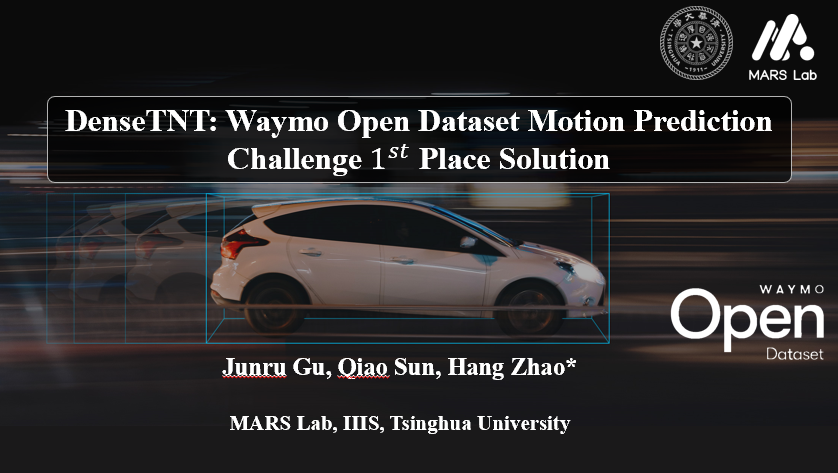 MARS Lab
DenseTNT: Waymo Open Dataset Motion Prediction
Challenge 1st Place Solution
WAYMO
Open
Dataset
Junru Gu, Qiao Sun, Hang Zhao*
MARS Lab, IIIS, Tsinghua University